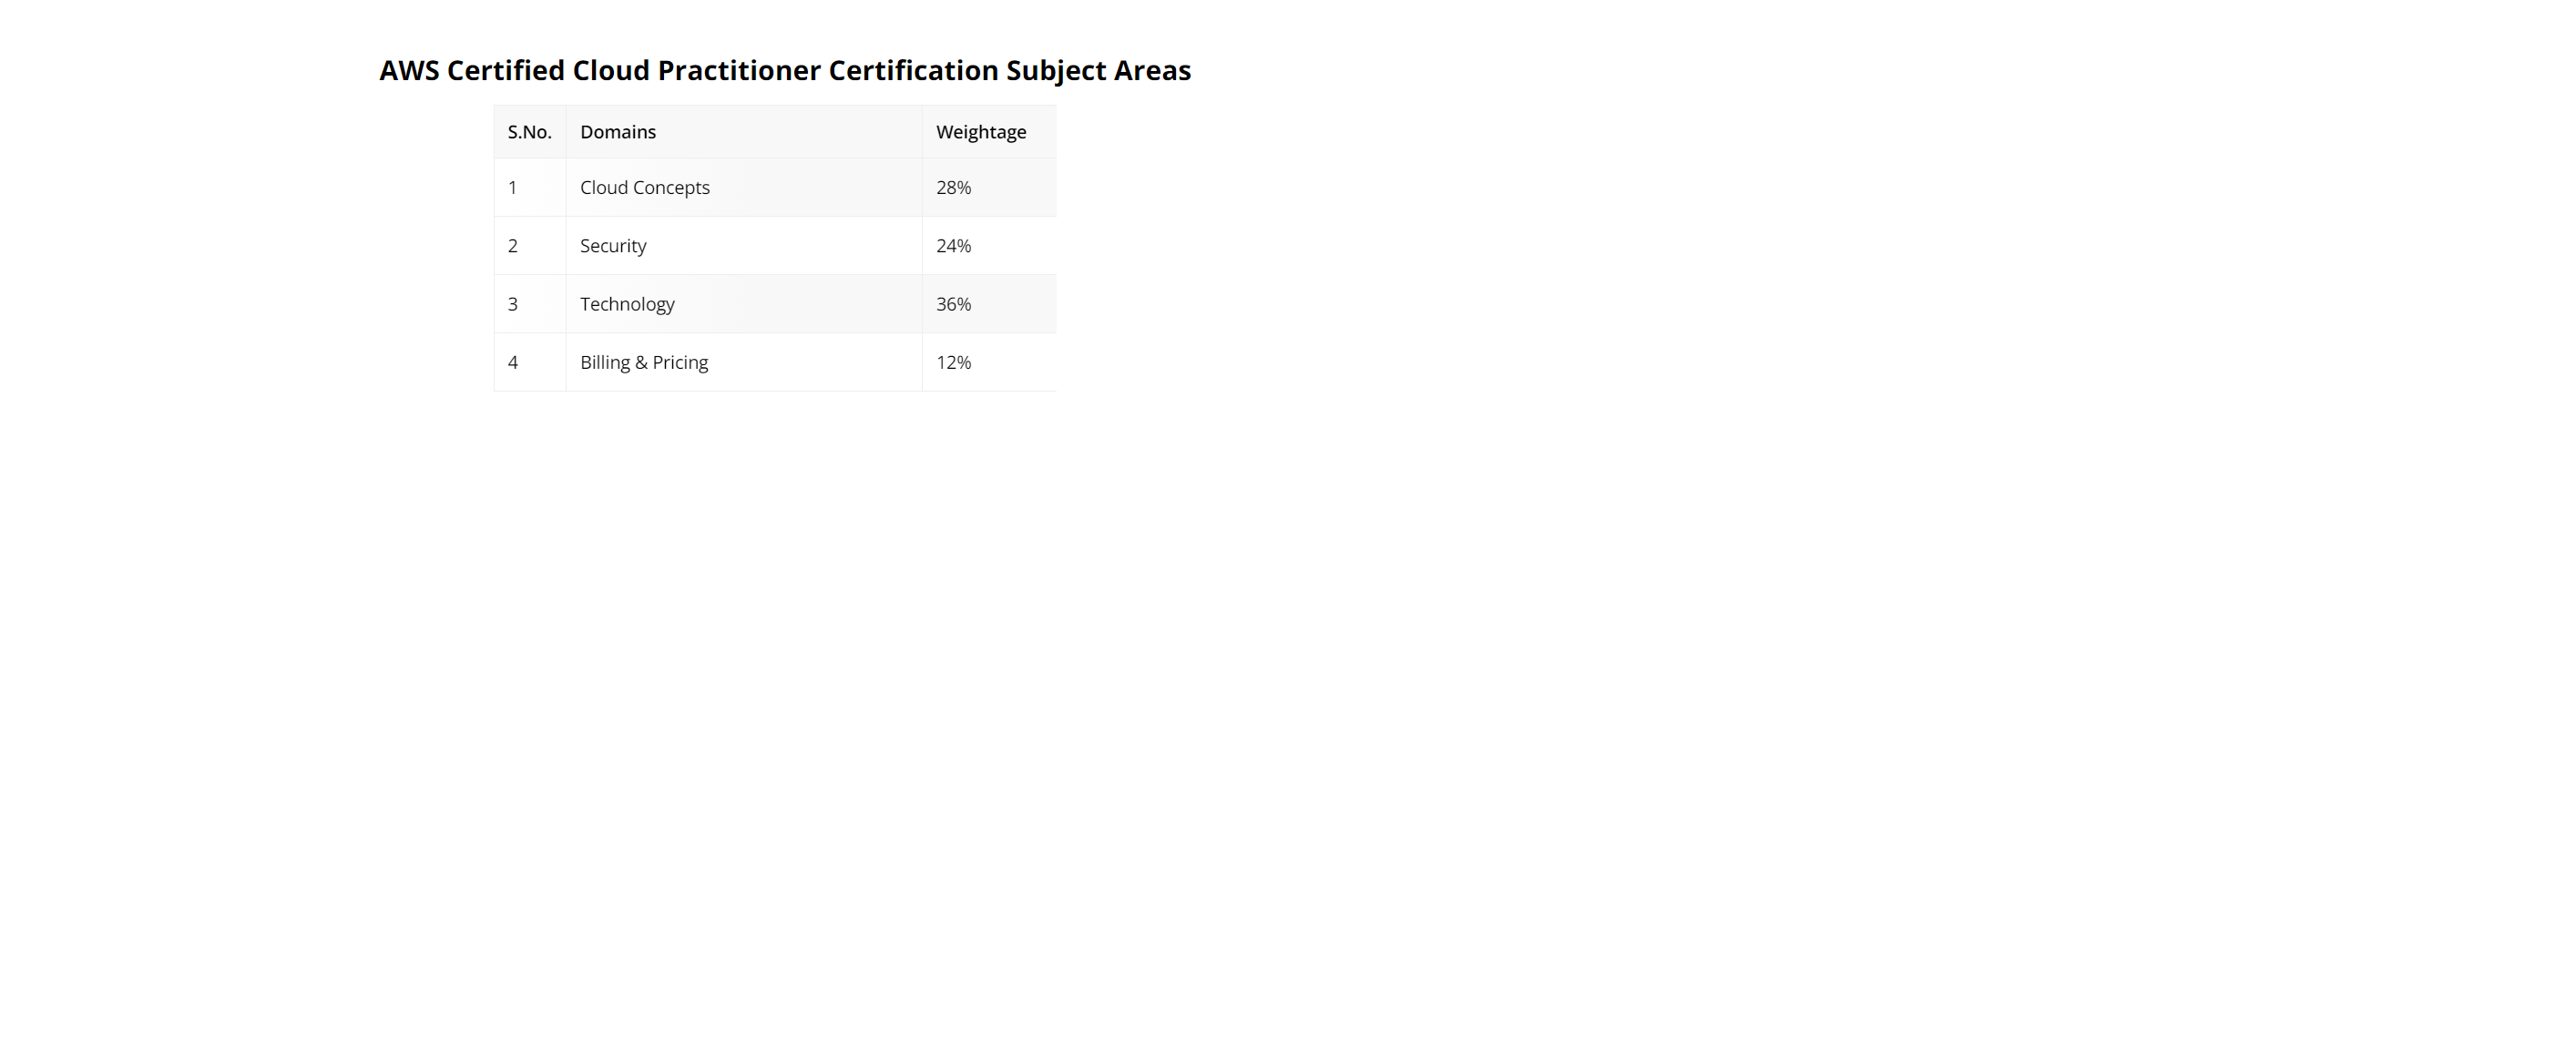 AWS Certified Cloud Practitioner Certification Subject Areas
S.No. Domains Weightage
1 Cloud Concepts 28%
2 Security 24%
3 Technology 36%
4 Billing & Pricing 12%